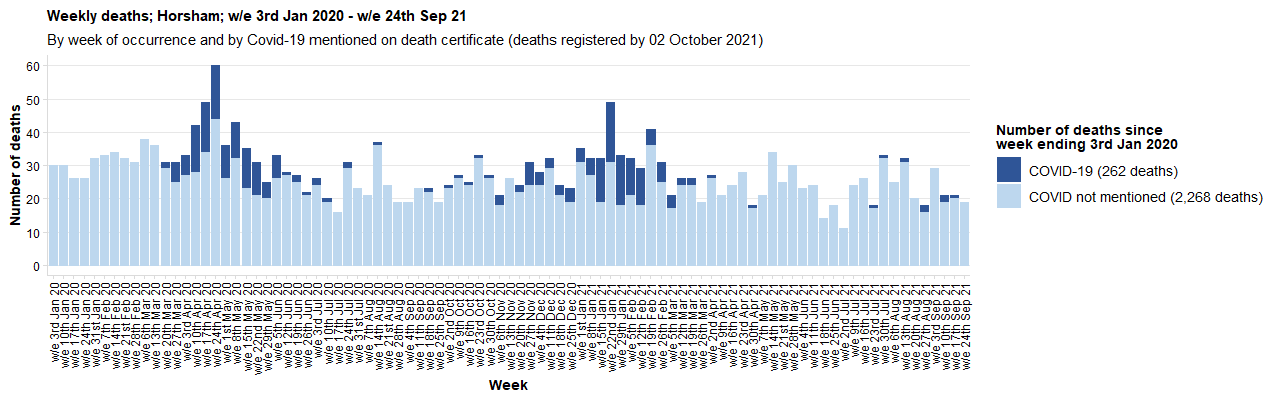 Weekly deaths; Horsham; w/e 3rd Jan 2020 - w/e 24th Sep 21
By week of occurrence and by Covid-19 mentioned on death certificate (deaths registered by 02 October 2021)
Number of deaths
60
50
40
30
20
10
0
w/e 3rd Jan 20
w/e 10th Jan 20
w/e 17th Jan 20
w/e 24th Jan 20
w/e 31st Jan 20
w/e 7th Feb 20
w/e 14th Feb 20
w/e 21st Feb 20
w/e 28th Feb 20
w/e 6th Mar 20
w/e 13th Mar 20
w/e 20th Mar 20
w/e 27th Mar 20
w/e 3rd Apr 20
w/e 10th Apr 20
w/e 17th Apr 20
w/e 24th Apr 20
w/e 1st May 20
w/e 8th May 20
w/e 15th May 20
w/e 22nd May 20
w/e 29th May 20
w/e 5th Jun 20
w/e 12th Jun 20
w/e 19th Jun 20
w/e 26th Jun 20
w/e 3rd Jul 20
w/e 10th Jul 20
w/e 17th Jul 20
w/e 24th Jul 20
w/e 31st Jul 20
w/e 7th Aug 20
w/e 14th Aug 20
w/e 21st Aug 20
w/e 28th Aug 20
w/e 4th Sep 20
w/e 11th Sep 20
w/e 18th Sep 20
w/e 25th Sep 20
w/e 2nd Oct 20
w/e 9th Oct 20
w/e 16th Oct 20
w/e 23rd Oct 20
w/e 30th Oct 20
w/e 6th Nov 20
w/e 13th Nov 20
w/e 20th Nov 20
w/e 27th Nov 20
w/e 4th Dec 20
w/e 11th Dec 20
w/e 18th Dec 20
w/e 25th Dec 20
w/e 1st Jan 21
w/e 8th Jan 21
w/e 15th Jan 21
w/e 22nd Jan 21
w/e 29th Jan 21
w/e 5th Feb 21
w/e 12th Feb 21
w/e 19th Feb 21
w/e 26th Feb 21
w/e 5th Mar 21
w/e 12th Mar 21
w/e 19th Mar 21
w/e 26th Mar 21
w/e 2nd Apr 21
w/e 9th Apr 21
w/e 16th Apr 21
w/e 23rd Apr 21
w/e 30th Apr 21
w/e 7th May 21
w/e 14th May 21
w/e 21st May 21
w/e 28th May 21
w/e 4th Jun 21
w/e 11th Jun 21
w/e 18th Jun 21
w/e 25th Jun 21
w/e 2nd Jul 21
w/e 9th Jul 21
w/e 16th Jul 21
w/e 23rd Jul 21
w/e 30th Jul 21
w/e 6th Aug 21
w/e 13th Aug 21
w/e 20th Aug 21
w/e 27th Aug 21
w/e 3rd Sep 21
w/e 10th Sep 21
w/e 17th Sep 21
w/e 24th Sep 21
Week
Number of deaths since
week ending 3rd Jan 2020
COVID-19 (262 deaths)
COVID not mentioned (2,268 deaths)